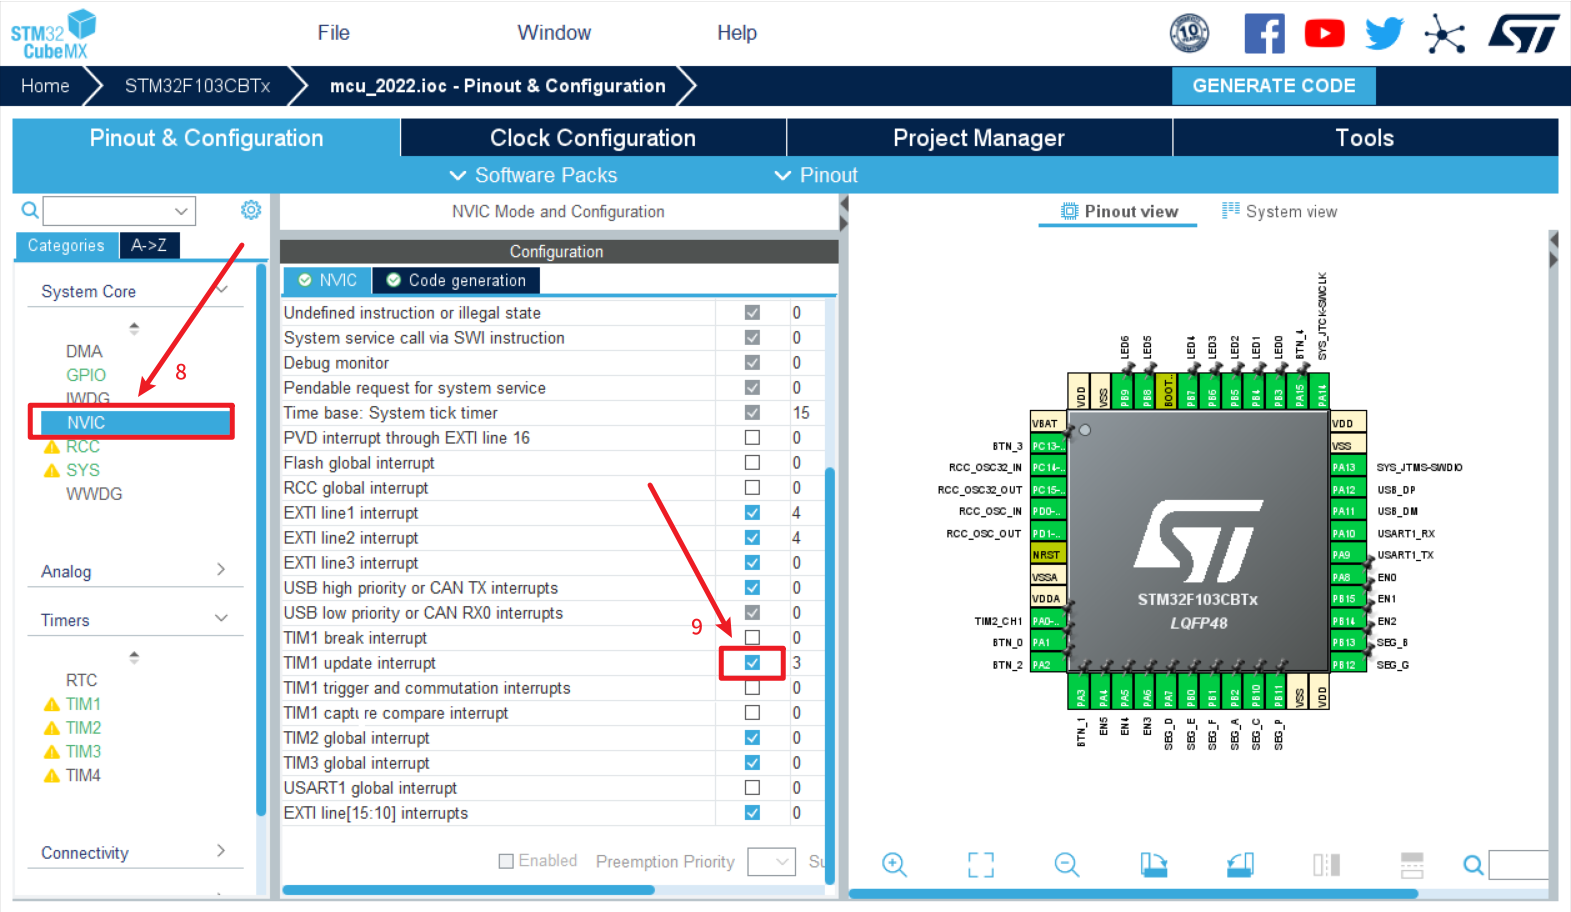 STM32
CubeMX
File
Window
Help
10
Home
STM32F103CBTx
mcu_2022.ioc - Pinout & Configuration
GENERATE CODE
Pinout & Configuration
Clock Configuration
Project Manager
Tools
Software Packs
Pinout
NVIC Mode and Configuration
Pinout view
System view
Categories
A->Z
Configuration
NVIC
Code generation
System Core
DMA
GPIO
IWDG
NVIC
RCC
SYS
WWDG
8
Analog
Timers
RTC
TIM1
TIM2
TIM3
TIM4
Connectivity
Undefined instruction or illegal state 0
System service call via SWI instruction 0
Debug monitor 0
Pendable request for system service 0
Time base: System tick timer 15
PVD interrupt through EXTI line 16 0
Flash global interrupt 0
RCC global interrupt 0
EXTI line1 interrupt 4
EXTI line2 interrupt 4
EXTI line3 interrupt 0
USB high priority or CAN TX interrupts 0
USB low priority or CAN RX0 interrupts 0
TIM1 break interrupt 0
TIM1 update interrupt 3
TIM1 trigger and commutation interrupts 0
TIM1 capture compare interrupt 0
TIM2 global interrupt 0
TIM3 global interrupt 0
USART1 global interrupt 0
EXTI line[15:10] interrupts 0
9
Enabled
Preemption Priority
Su
LED6
LED5
LED4
LED3
LED2
LED1
LED0
BTN_4
SYS_JTCK-SWCLK
VDD
VSS
PB9
PB8
BOOT..
PB7
PB6
PB5
PB4
PB3
PA15
PA14
VBAT
BTN_3 PC13-..
RCC_OSC32_IN PC14-..
RCC_OSC32_OUT PC15-..
RCC_OSC_IN PD0-..
RCC_OSC_OUT PD1-..
NRST
VSSA
VDDA
TIM2_CH1 PA0-..
BTN_0 PA1
BTN_2 PA2
STM32F103CBTx
LQFP48
VDD
VSS
PA13 SYS_JTMS-SWDIO
PA12 USB_DP
PA11 USB_DM
PA10 USART1_RX
PA9 USART1_TX
PA8 EN0
PB15 EN1
PB14 EN2
PB13 SEG_B
PB12 SEG_G
PA3
PA4
PA5
PA6
PA7
PB0
PB1
PB2
PB10
PB11
VSS
VDD
BTN_1
EN5
EN4
EN3
SEG_D
SEG_E
SEG_F
SEG_A
SEG_C
SEG_P